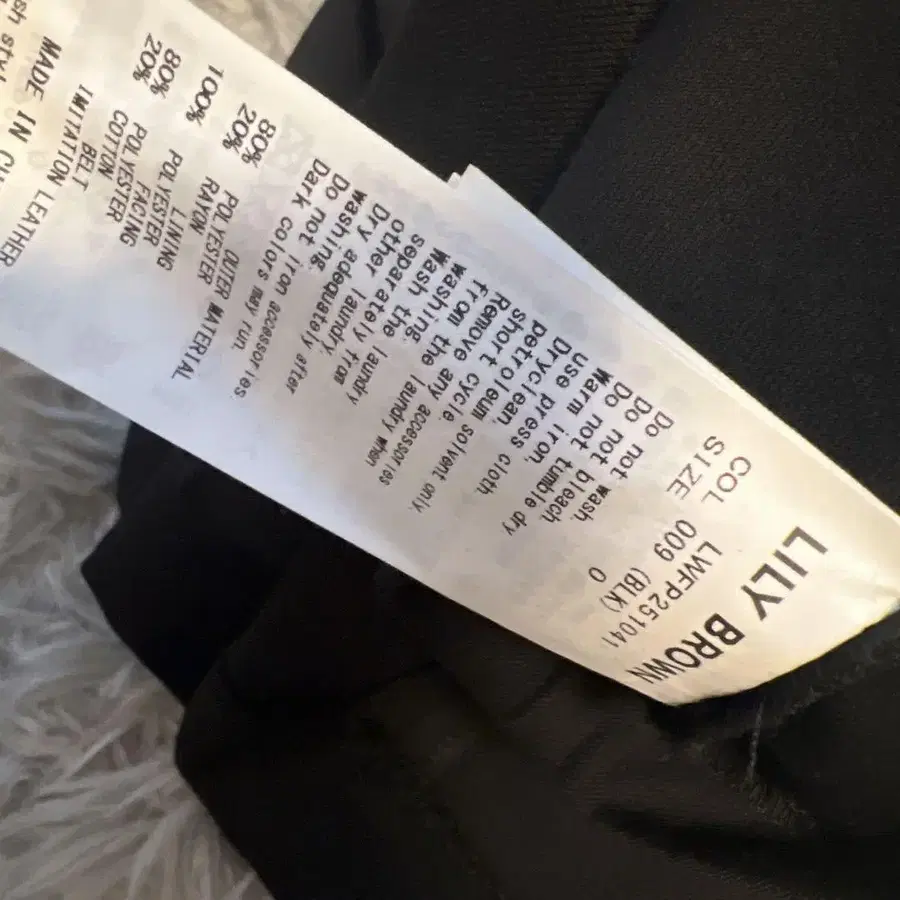 LILY BROWN
LWFP251041
COL 009 (BLK)
SIZE 0
Do not wash.
Do not bleach.
Do not tumble dry
Warm iron,
use press cloth.
Dryclean,
petroleum solvent only,
short cycle.
Remove any accessories
from the laundry when
washing.
Wash the laundry
separately from
other laundry.
Dry adequately after
washing.
Do not iron accessories.
Dark colors may run.
OUTER MATERIAL
80% POLYESTER
20% RAYON
LINING
100% POLYESTER
FACING
80% POLYESTER
20% COTTON
BELT
IMITATION LEATHER
MADE IN